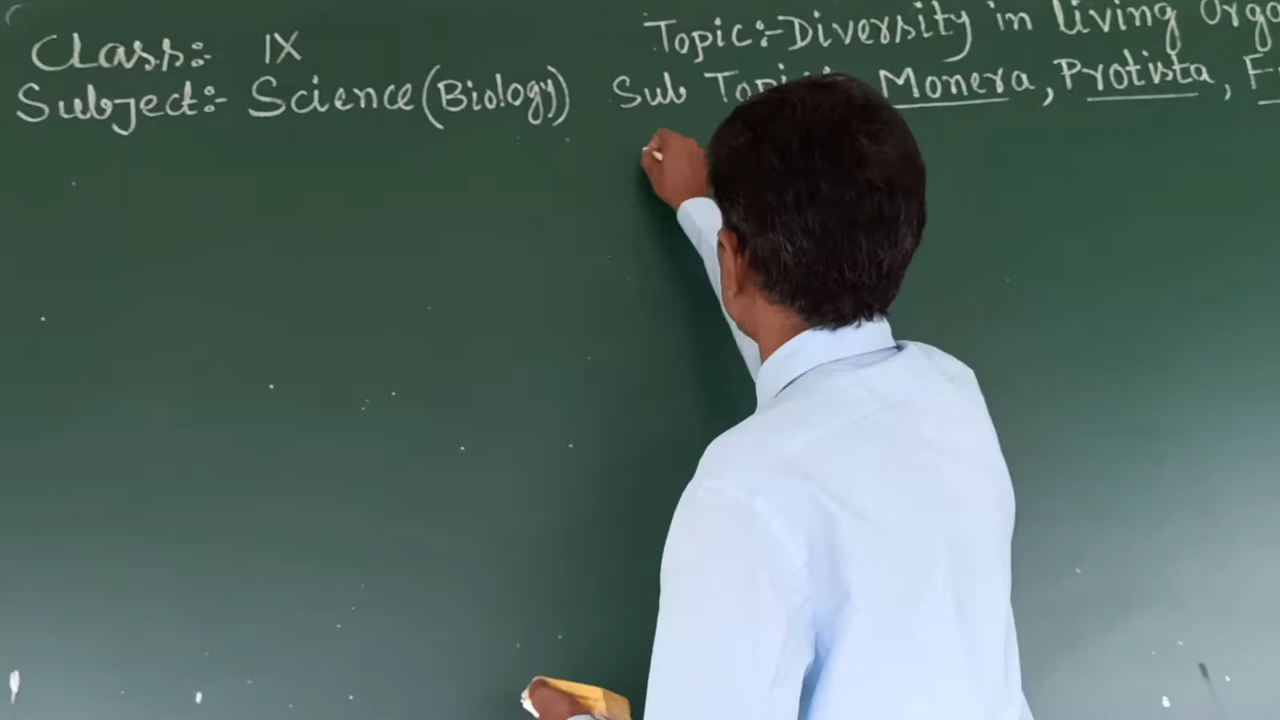 Class:- IX
Subject:- Science (Biology)
Topic:- Diversity in Living
Sub Monera, Protista,